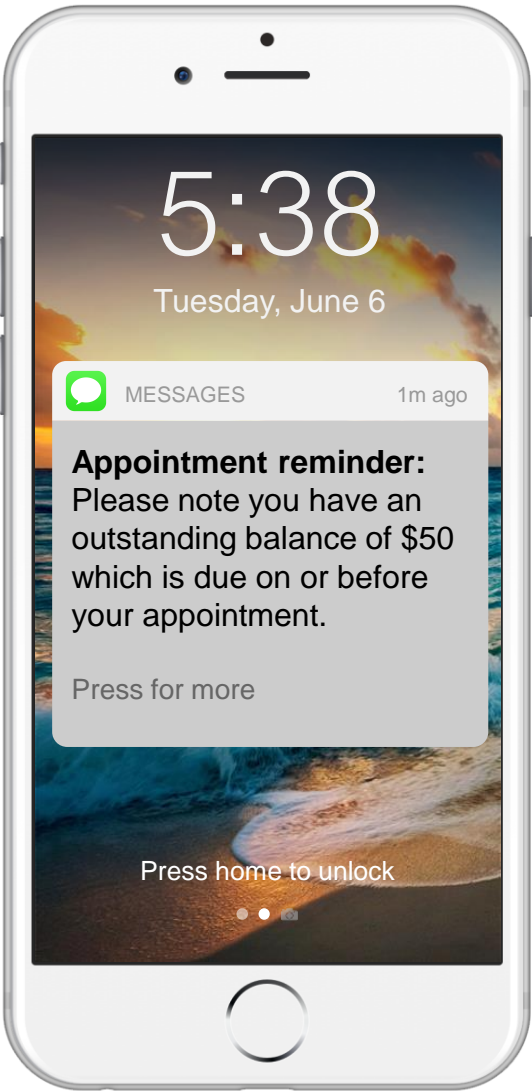 5:38
Tuesday, June 6
MESSAGES 1m ago
Appointment reminder:
Please note you have an
outstanding balance of $50
which is due on or before
your appointment.
Press for more
Press home to unlock